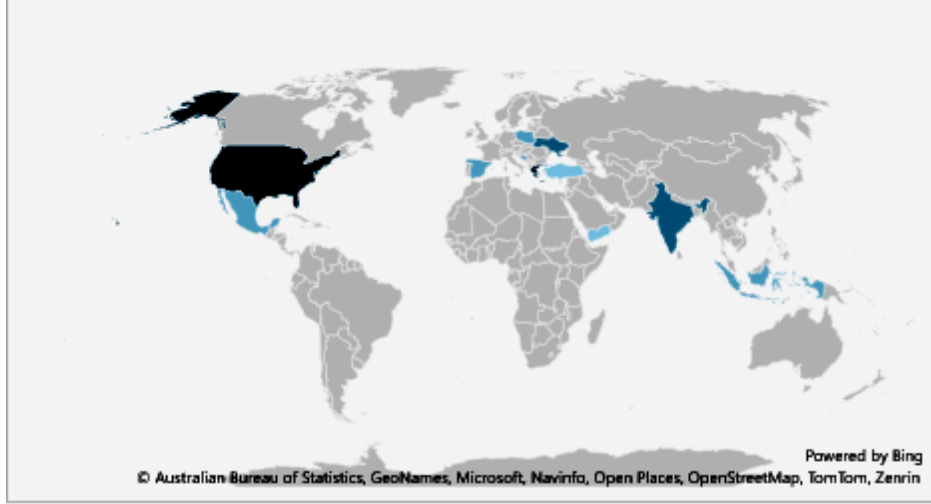 Powered by Bing
© Australian Bureau of Statistics, GeoNames, Microsoft, Navinfo, Open Places, OpenStreetMap, TomTom, Zenrin